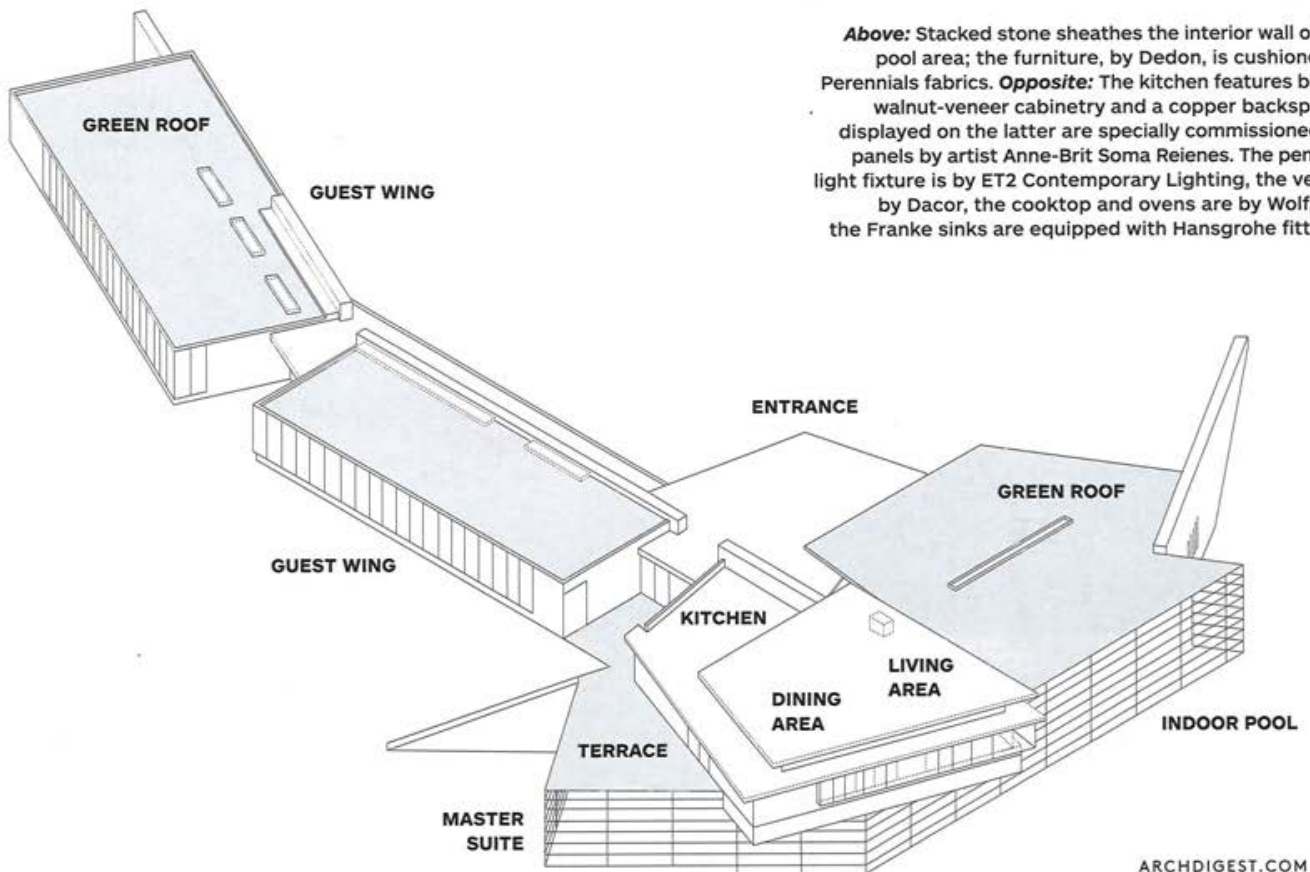 Above: Stacked stone sheathes the interior wall o
pool area; the furniture, by Dedon, is cushion
Perennials fabrics. Opposite: The kitchen features b
walnut-veneer cabinetry and a copper backsp
displayed on the latter are specially commissione
panels by artist Anne-Brit Soma Reienes. The pen
light fixture is by ET2 Contemporary Lighting, the ve
by Dacor, the cooktop and ovens are by Wolf
the Franke sinks are equipped with Hansgrohe fitt
GREEN ROOF
GUEST WING
ENTRANCE
GREEN ROOF
GUEST WING
KITCHEN
LIVING
AREA
DINING
AREA
INDOOR POOL
TERRACE
MASTER
SUITE
ARCHDIGEST.COM